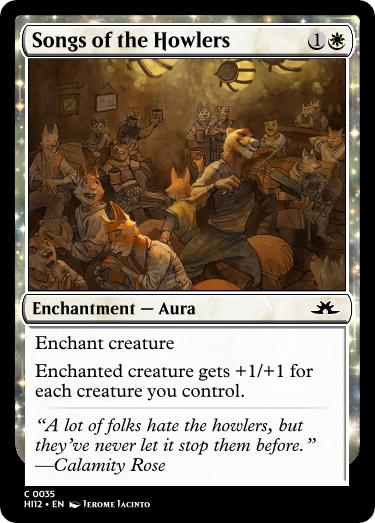 Songs of the Howlers 1
Enchantment — Aura
Enchant creature
Enchanted creature gets +1/+1 for
each creature you control.
“A lot of folks hate the howlers, but
they’ve never let it stop them before.”
—Calamity Rose
C 0035
HI12 • EN Jerome Jacinto